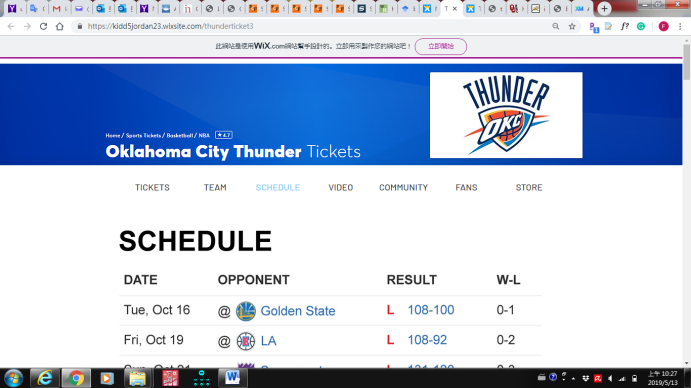 https://kidd5jordan23.wixsite.com/thunderticket3
此網站是使用WiX.com網站幫手設計的。立即用來製作您的網站吧！ 立即開始
THUNDER
OKC
Home / Sports Tickets / Basketball / NBA ★ 4.7
Oklahoma City Thunder Tickets
TICKETS TEAM SCHEDULE VIDEO COMMUNITY FANS STORE
SCHEDULE
DATE OPPONENT RESULT W-L
Tue, Oct 16 @ Golden State L 108-100 0-1
Fri, Oct 19 @ LA L 108-92 0-2
上午 10:27
2019/5/13